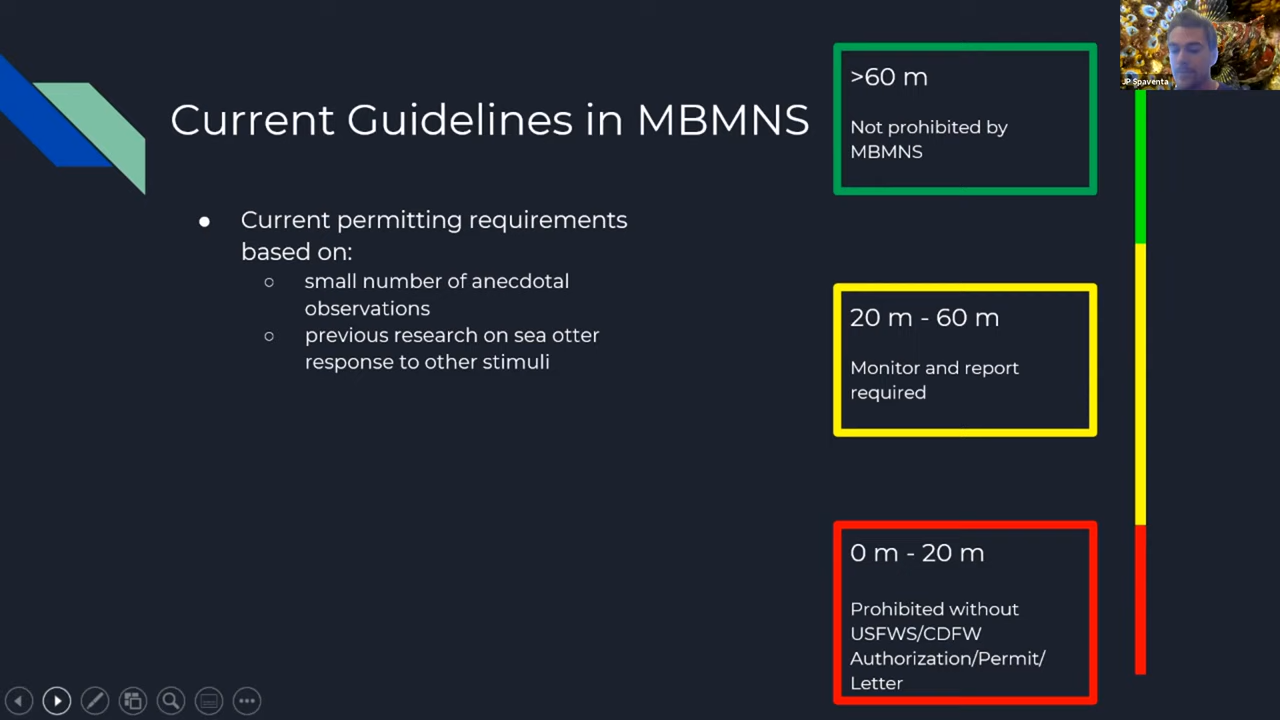 Current Guidelines in MBMNS
● Current permitting requirements
based on:
○ small number of anecdotal
observations
○ previous research on sea otter
response to other stimuli
>60 m
Not prohibited by
MBMNS
20 m - 60 m
Monitor and report
required
0 m - 20 m
Prohibited without
USFWS/CDFW
Authorization/Permit/
Letter
JP Spaventa